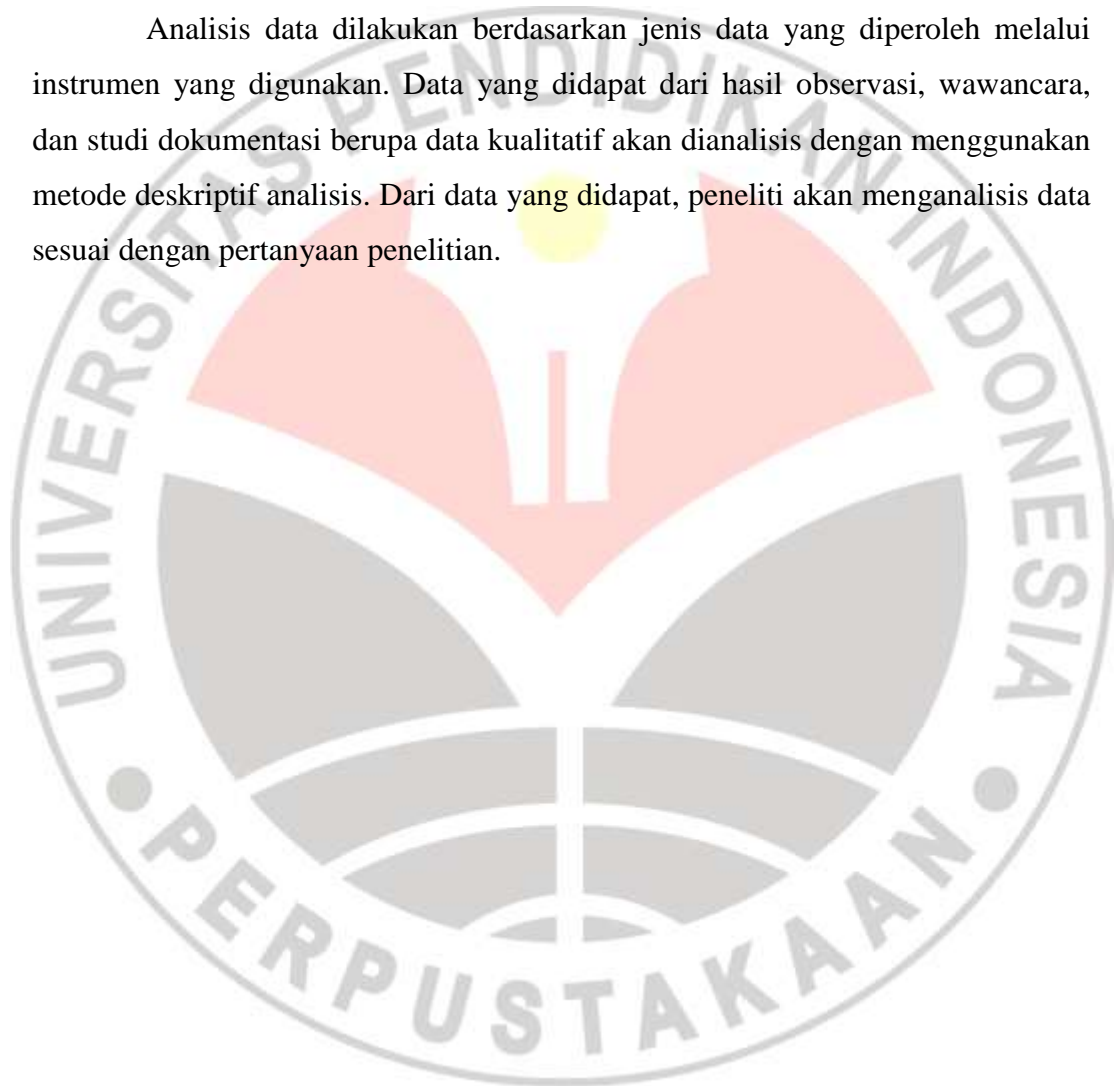 Analisis data dilakukan berdasarkan jenis data yang diperoleh melalui
instrumen yang digunakan. Data yang didapat dari hasil observasi, wawancara,
dan studi dokumentasi berupa data kualitatif akan dianalisis dengan menggunakan
metode deskriptif analisis. Dari data yang didapat, peneliti akan menganalisis data
sesuai dengan pertanyaan penelitian.
UNIVERSITAS PENDIDIKAN INDONESIA
PERPUSTAKAAN